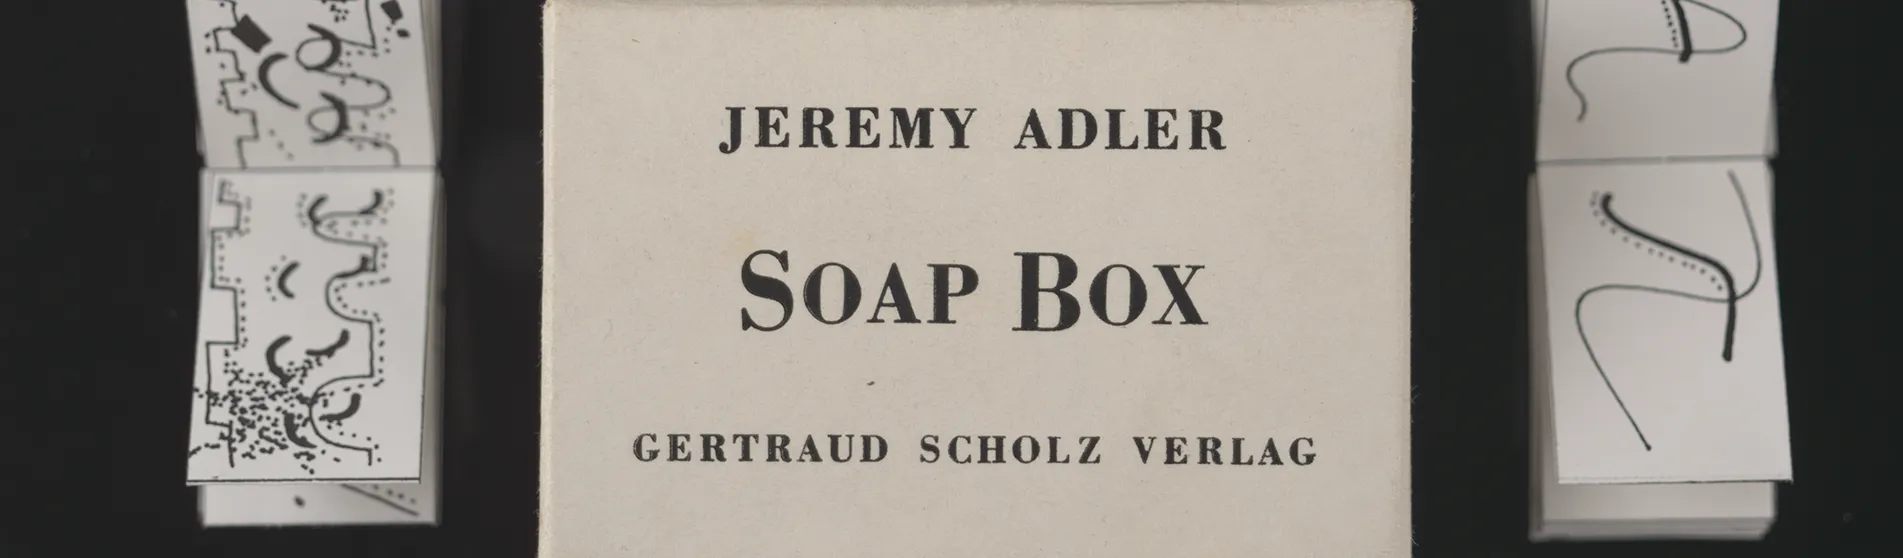 JEREMY ADLER
SOAP BOX
GERTRAUD SCHOLZ VERLAG